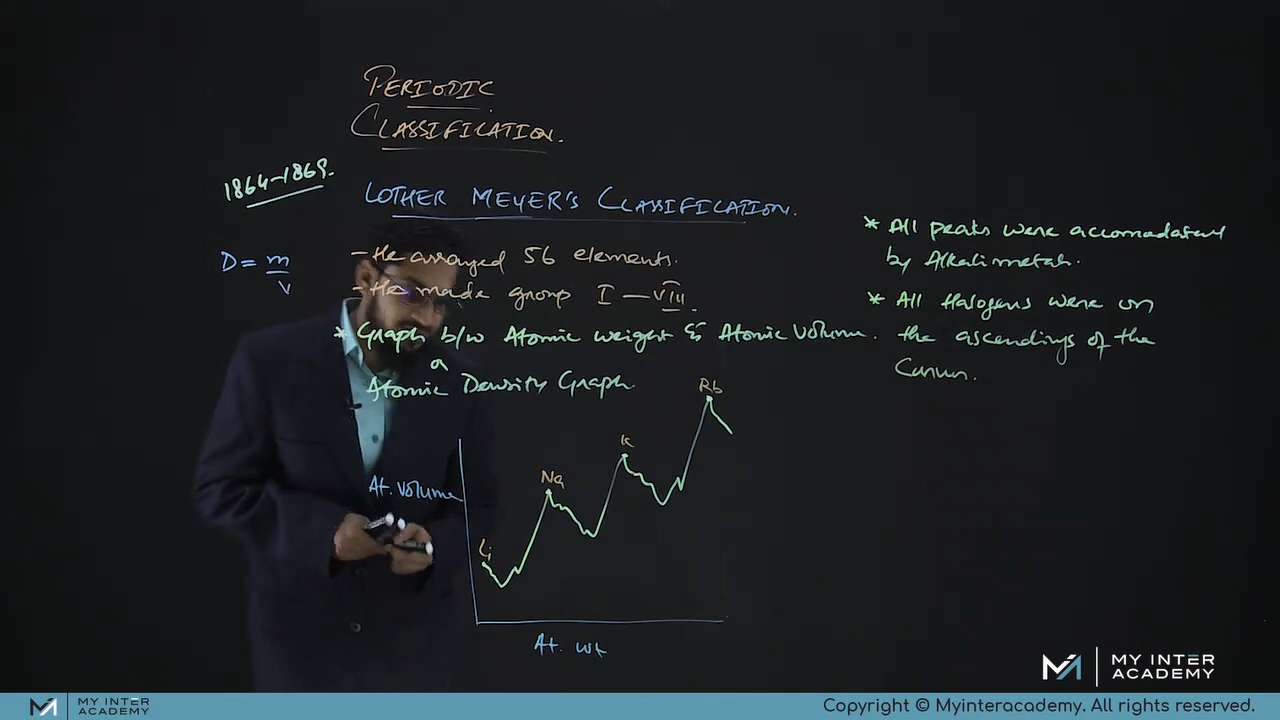 PERIODIC
CLASSIFICATION.
1864-1869.
LOTHER MEYER'S CLASSIFICATION.
D = m
v
- He arranged 56 elements.
- He made group I — VIII.
* Graph b/w Atomic weight & Atomic Volume.
or
Atomic Density Graph.
* All peaks were accomadated
by Alkali metals.
* All Halogens were on
the ascendings of the
Curve.
Rb
K
Na
Li
At. Volume
At. wt
MY INTER
ACADEMY
MY INTER
ACADEMY
Copyright © Myinteracademy. All rights reserved.